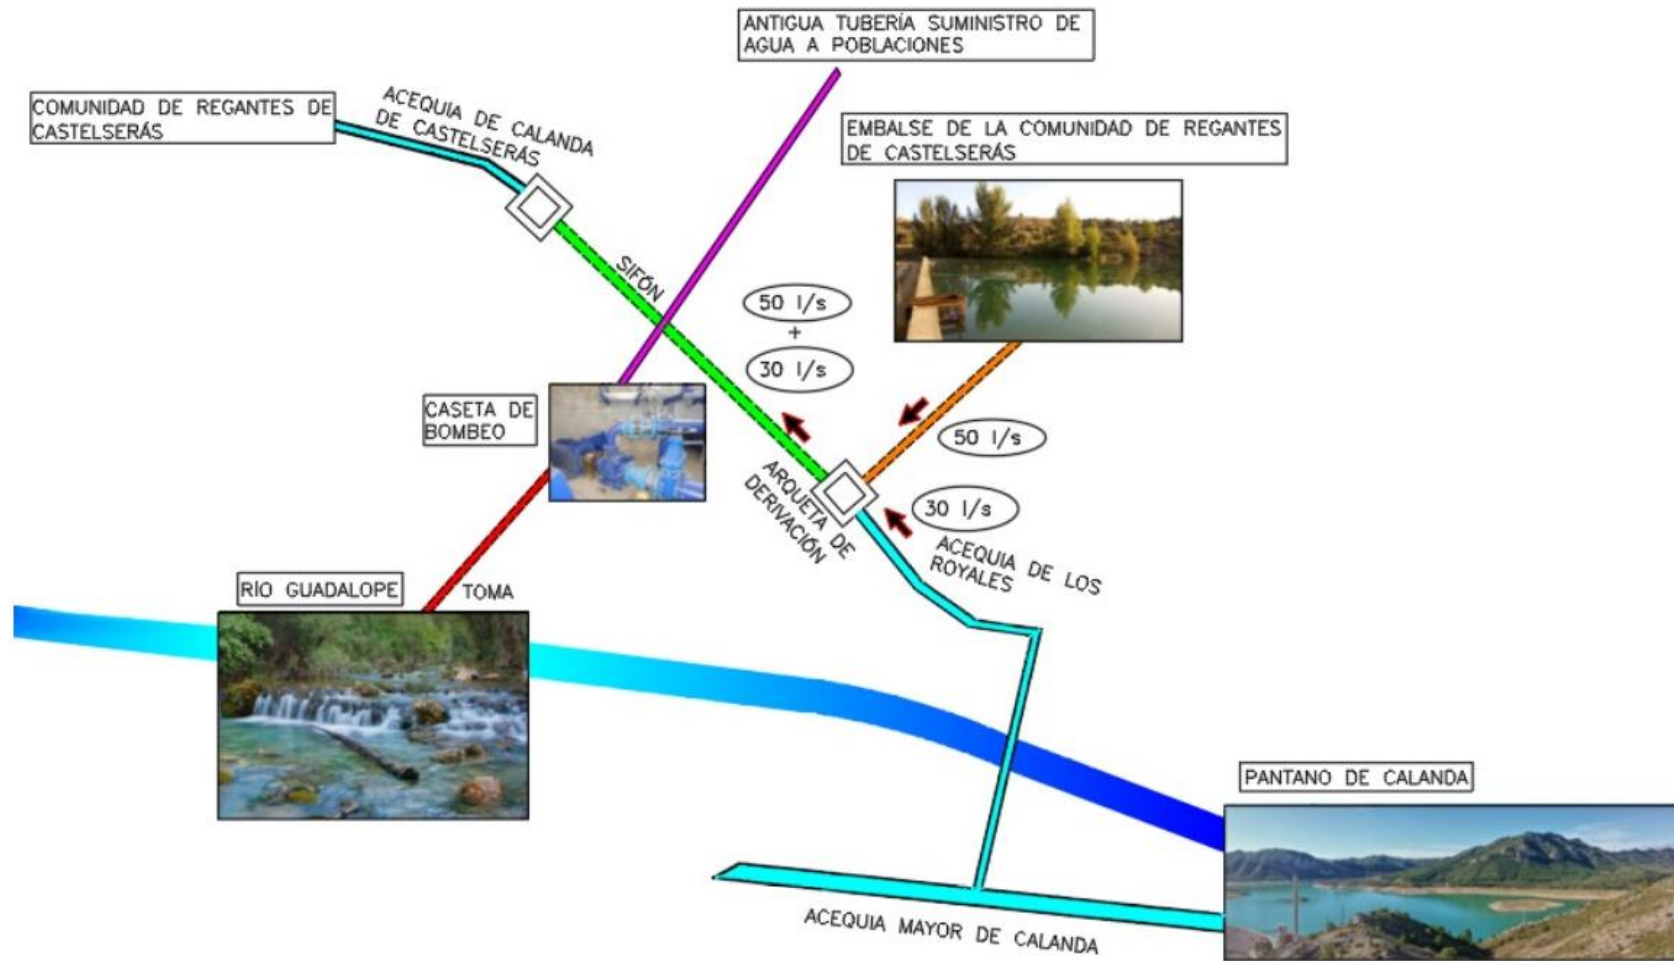 ANTIGUA TUBERÍA SUMINISTRO DE
AGUA A POBLACIONES
COMUNIDAD DE REGANTES DE
CASTELSERÁS
ACEQUIA DE CALANDA
DE CASTELSERÁS
EMBALSE DE LA COMUNIDAD DE REGANTES
DE CASTELSERÁS
SIFÓN
50 l/s
+
30 l/s
CASETA DE
BOMBEO
50 l/s
ARQUETA DE
DERIVACIÓN
30 l/s
ACEQUIA DE LOS
ROYALES
RÍO GUADALOPE
TOMA
PANTANO DE CALANDA
ACEQUIA MAYOR DE CALANDA